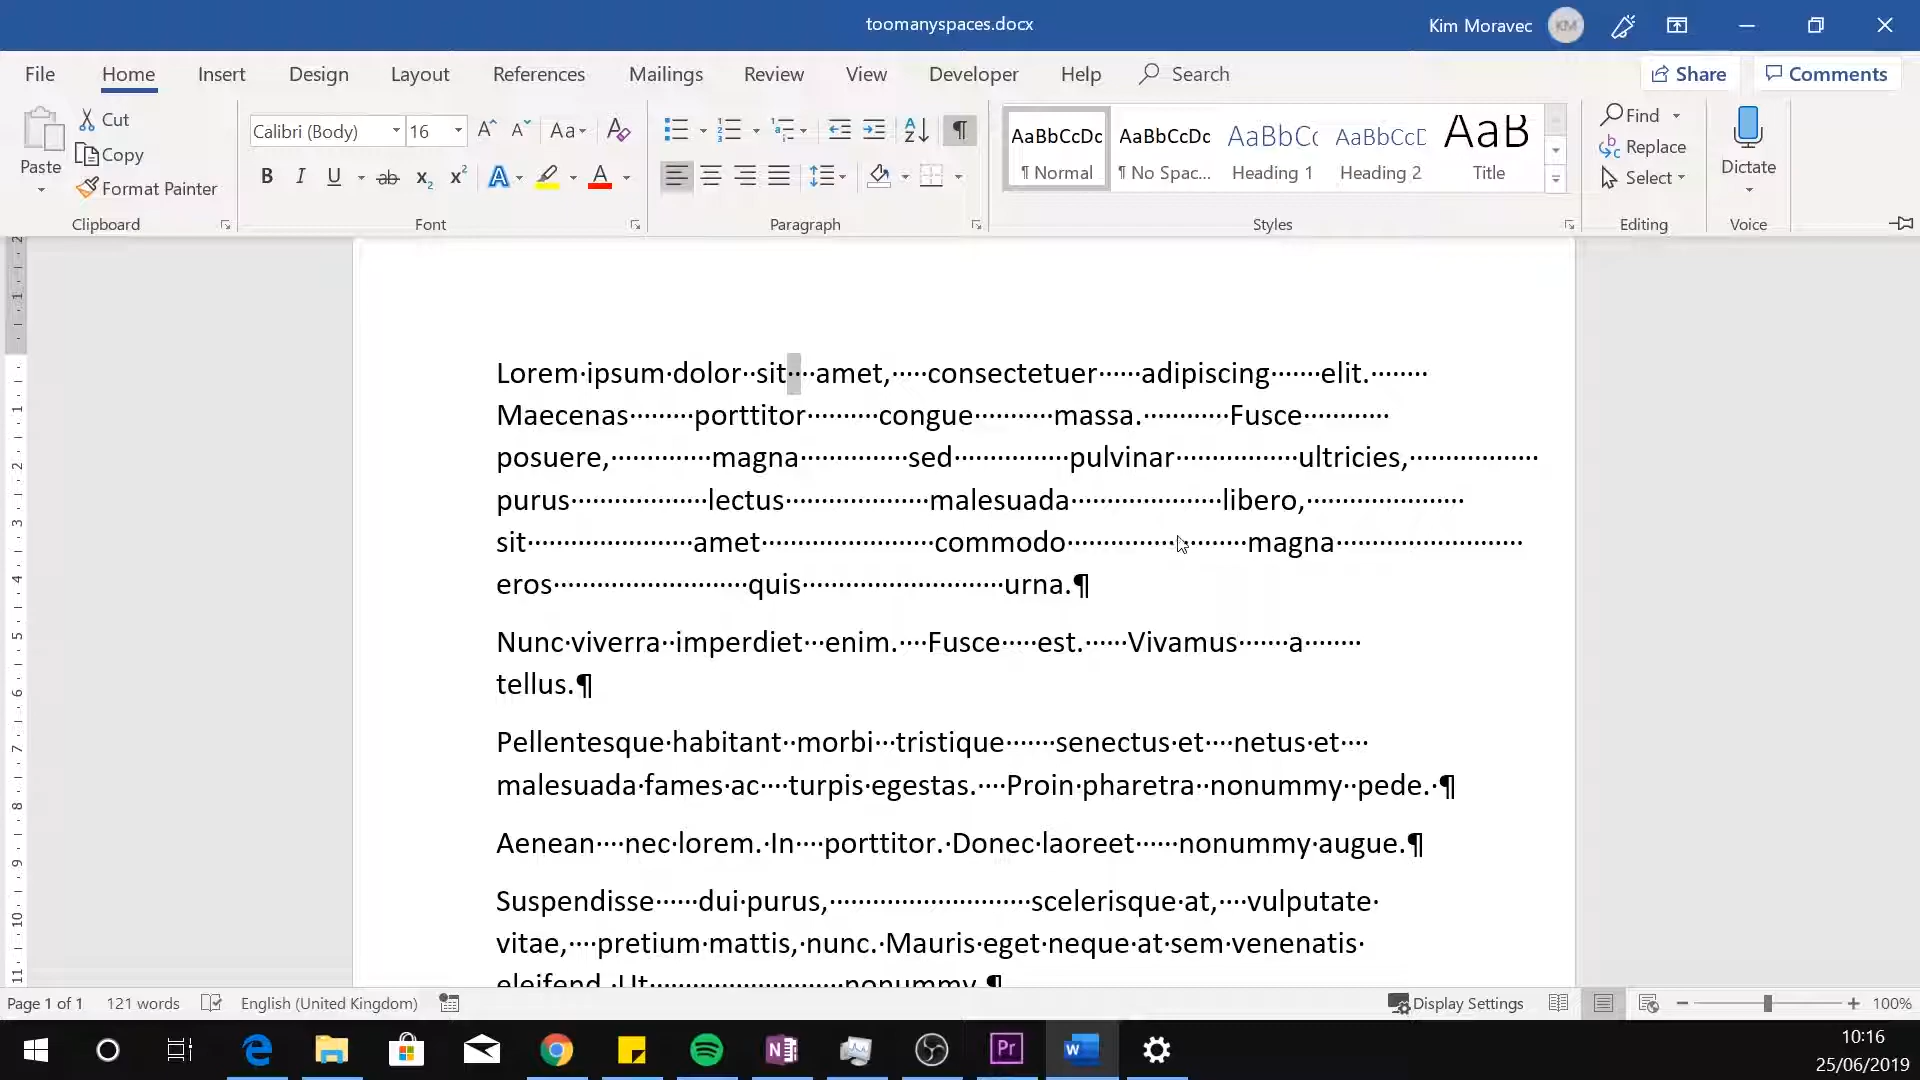 toomanyspaces.docx
Kim Moravec KM
File Home Insert Design Layout References Mailings Review View Developer Help Search Share Comments
Paste
Cut
Copy
Format Painter
Clipboard
Calibri (Body) 16
Font
Paragraph
AaBbCcDc ¶ Normal
AaBbCcDc ¶ No Spac...
AaBbCc Heading 1
AaBbCcD Heading 2
AaB Title
Styles
Find
Replace
Select
Editing
Dictate
Voice
Lorem·ipsum·dolor··sit····amet,·····consectetuer······adipiscing·······elit.········
Maecenas·········porttitor··········congue···········massa.············Fusce············
posuere,··············magna···············sed················pulvinar·················ultricies,··················
purus···················lectus····················malesuada·····················libero,······················
sit·······················amet························commodo·························magna··························
eros···························quis····························urna.¶
Nunc·viverra··imperdiet···enim.····Fusce·····est.······Vivamus·······a········
tellus.¶
Pellentesque·habitant··morbi···tristique·······senectus·et····netus·et····
malesuada·fames·ac····turpis·egestas.····Proin·pharetra··nonummy··pede.·¶
Aenean····nec·lorem.·In····porttitor.·Donec·laoreet······nonummy·augue.¶
Suspendisse······dui·purus,····························scelerisque·at,····vulputate·
vitae,····pretium·mattis,·nunc.·Mauris·eget·neque·at·sem·venenatis·
eleifend.·Ut···························nonummy.¶
Page 1 of 1 121 words English (United Kingdom) Display Settings 100%
10:16
25/06/2019